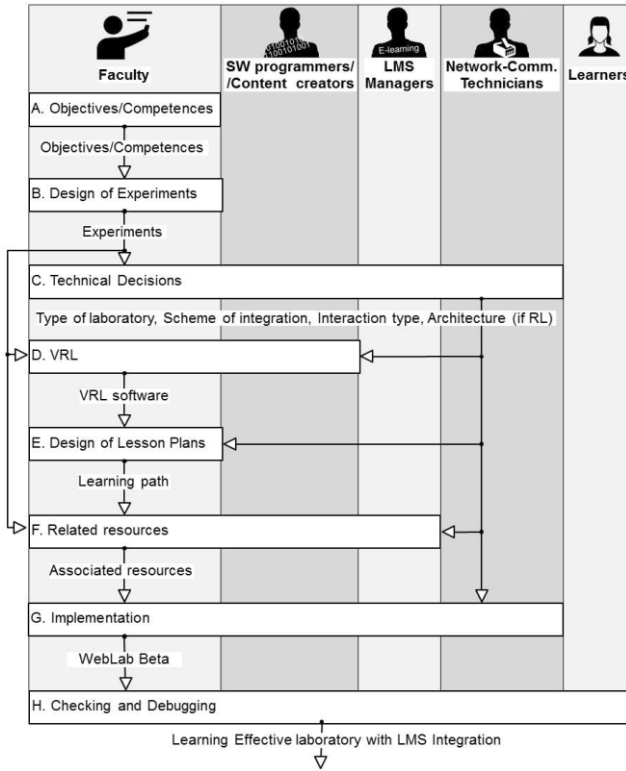 01001010
1100101001
E-learning
Faculty
SW programmers/
/Content creators
LMS
Managers
Network-Comm.
Technicians
Learners
A. Objectives/Competences
Objectives/Competences
B. Design of Experiments
Experiments
C. Technical Decisions
Type of laboratory, Scheme of integration, Interaction type, Architecture (if RL)
D. VRL
VRL software
E. Design of Lesson Plans
Learning path
F. Related resources
Associated resources
G. Implementation
WebLab Beta
H. Checking and Debugging
Learning Effective laboratory with LMS Integration